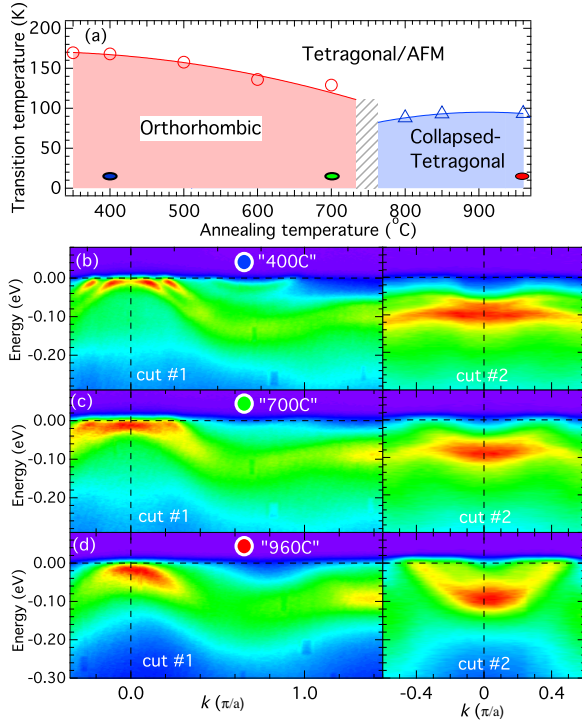 Transition temperature (K)
200
150
100
50
0
(a)
Tetragonal/AFM
Orthorhombic
Collapsed-
Tetragonal
400
500
600
700
800
900
Annealing temperature (°C)
(b)
"400C"
Energy (eV)
0.00
-0.10
-0.20
cut #1
cut #2
(c)
"700C"
Energy (eV)
0.00
-0.10
-0.20
cut #1
cut #2
(d)
"960C"
Energy (eV)
0.00
-0.10
-0.20
-0.30
cut #1
cut #2
0.0
1.0
-0.4
0
0.4
k (π/a)
k (π/a)